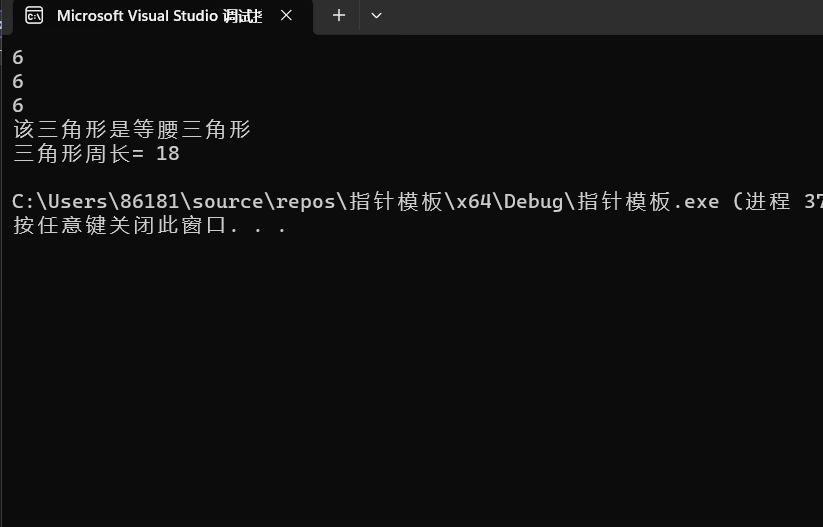 Microsoft Visual Studio 调试
6
6
6
该三角形是等腰三角形
三角形周长= 18
C:\Users\86181\source\repos\指针模板\x64\Debug\指针模板.exe (进程 37
按任意键关闭此窗口. . .